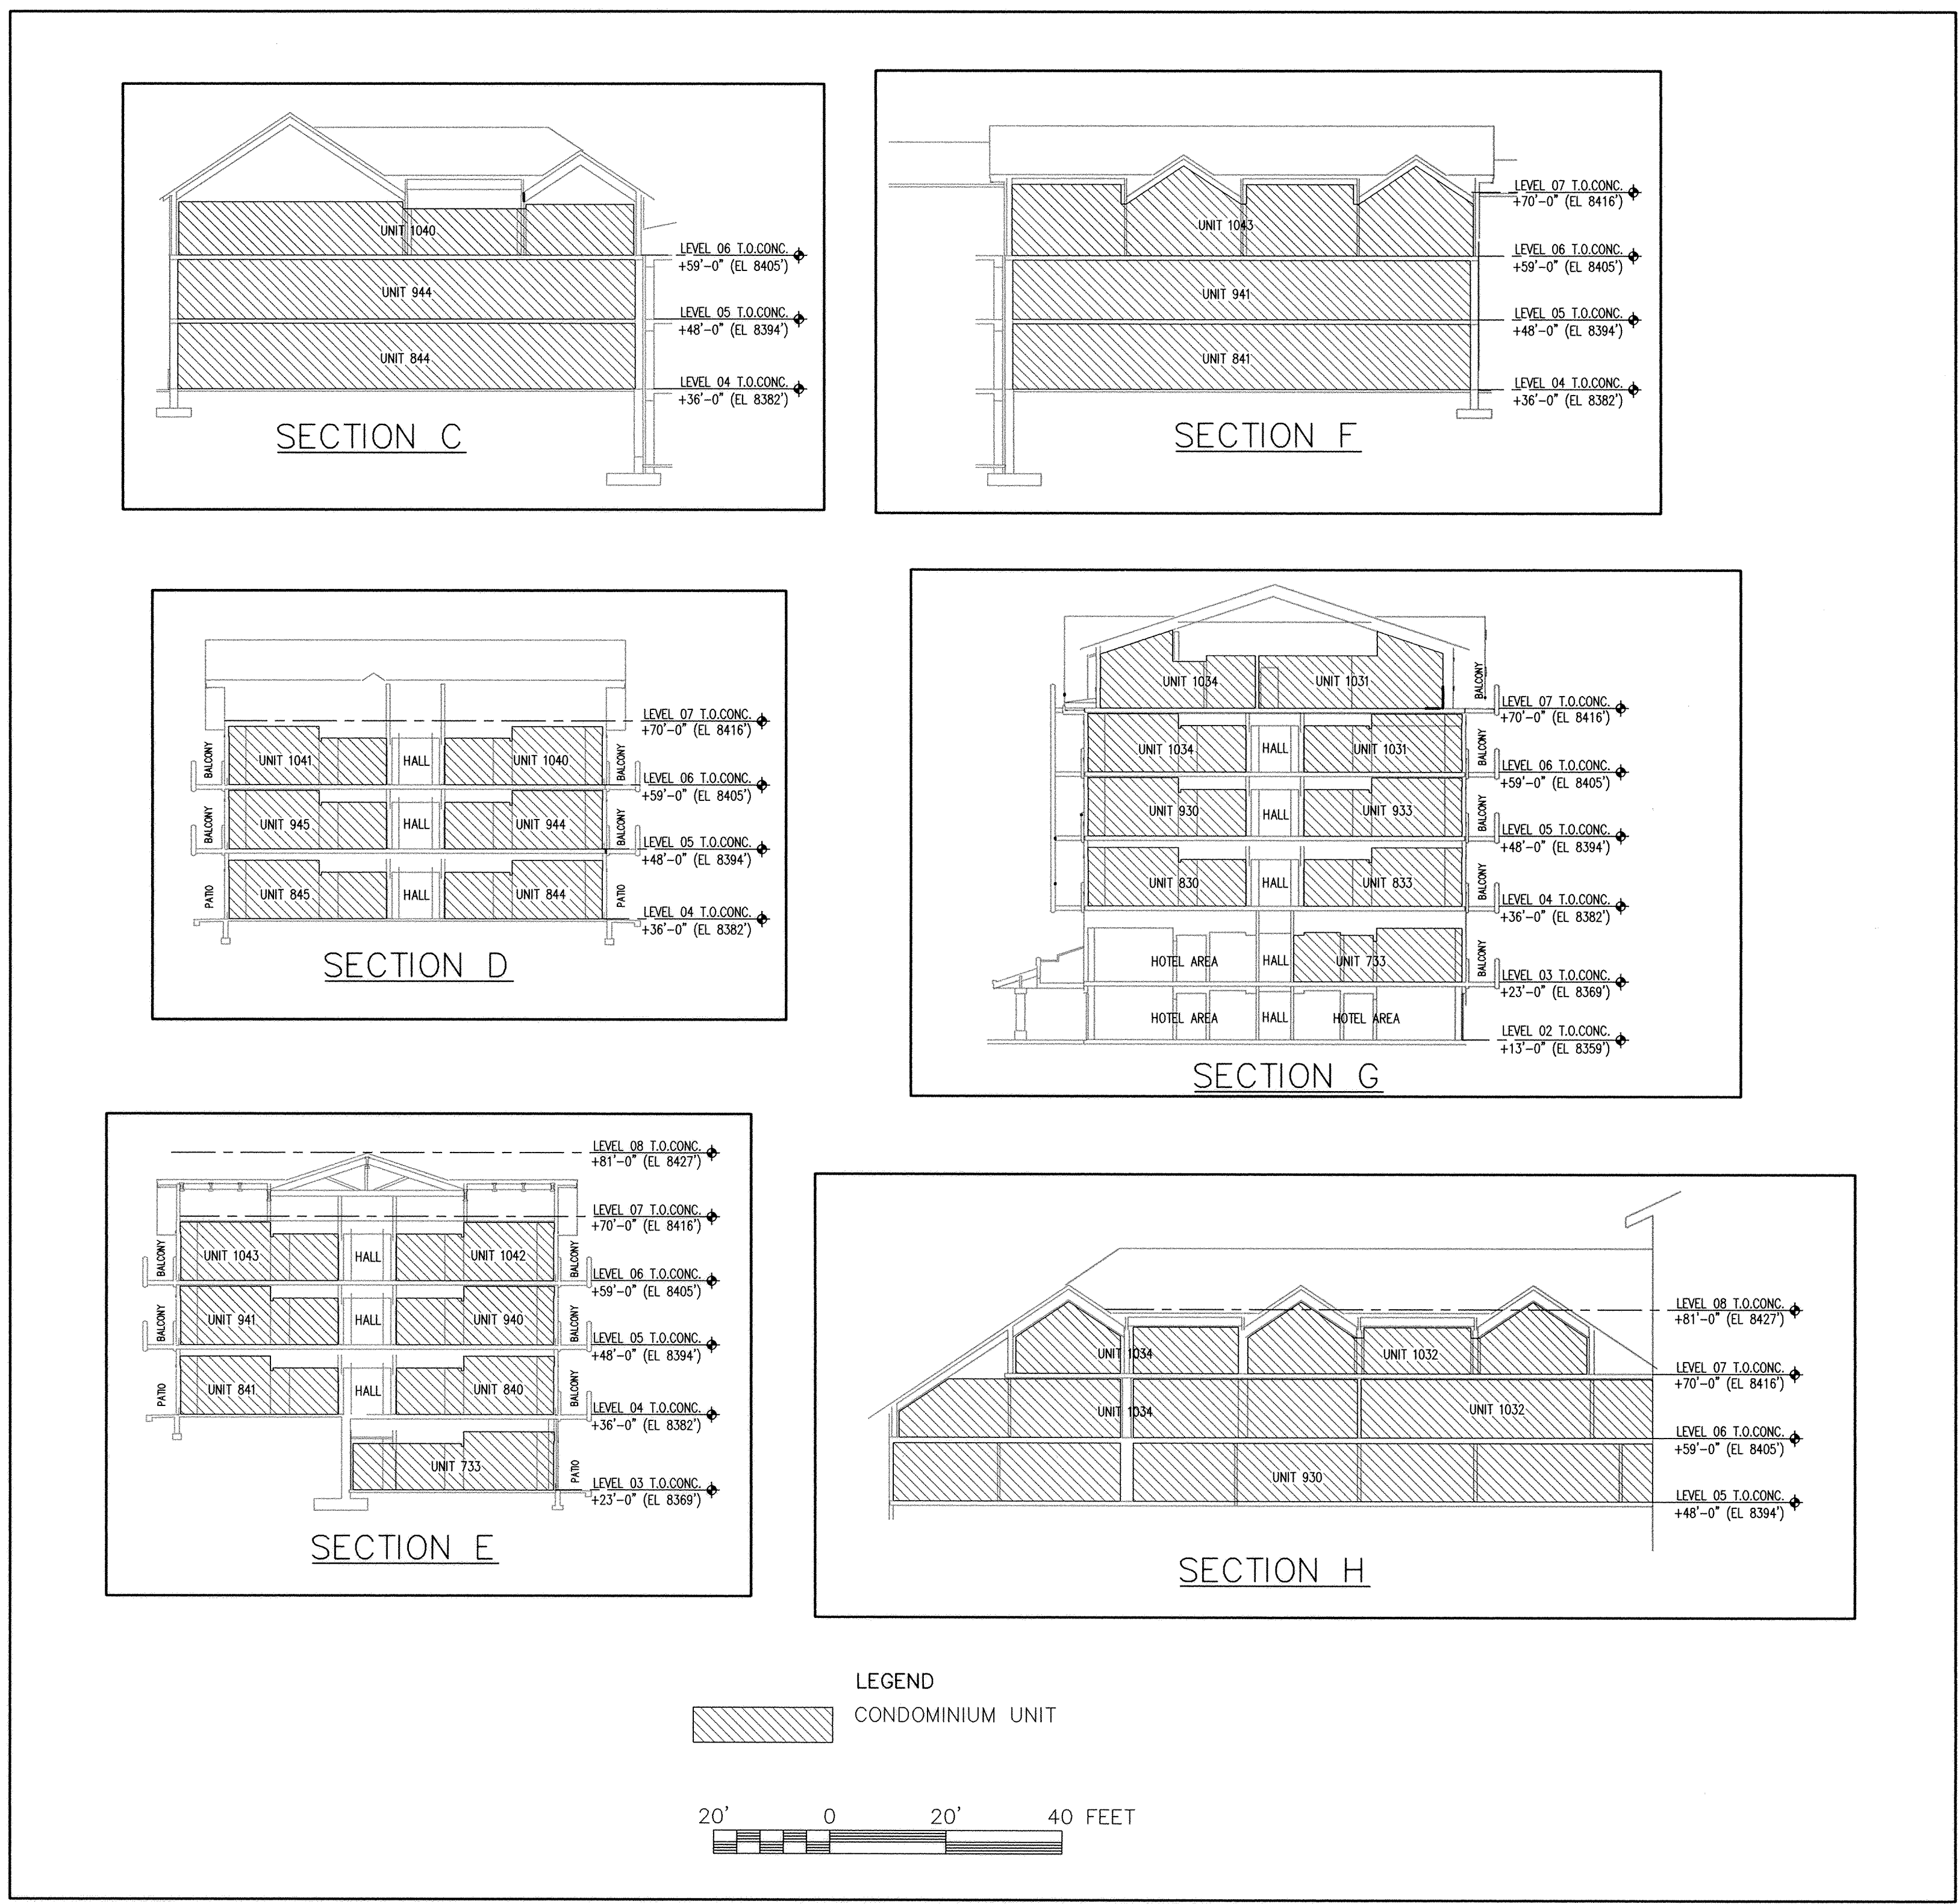 UNIT 1040
UNIT 944
UNIT 844
LEVEL 06 T.O.CONC.
+59'-0" (EL 8405')
LEVEL 05 T.O.CONC.
+48'-0" (EL 8394')
LEVEL 04 T.O.CONC.
+36'-0" (EL 8382')
SECTION C
UNIT 1043
UNIT 941
UNIT 841
LEVEL 07 T.O.CONC.
+70'-0" (EL 8416')
LEVEL 06 T.O.CONC.
+59'-0" (EL 8405')
LEVEL 05 T.O.CONC.
+48'-0" (EL 8394')
LEVEL 04 T.O.CONC.
+36'-0" (EL 8382')
SECTION F
LEVEL 07 T.O.CONC.
+70'-0" (EL 8416')
BALCONY UNIT 1041 HALL UNIT 1040 BALCONY
LEVEL 06 T.O.CONC.
+59'-0" (EL 8405')
BALCONY UNIT 945 HALL UNIT 944 BALCONY
LEVEL 05 T.O.CONC.
+48'-0" (EL 8394')
PATIO UNIT 845 HALL UNIT 844 PATIO
LEVEL 04 T.O.CONC.
+36'-0" (EL 8382')
SECTION D
UNIT 1034 UNIT 1031 BALCONY
LEVEL 07 T.O.CONC.
+70'-0" (EL 8416')
UNIT 1034 HALL UNIT 1031 BALCONY
LEVEL 06 T.O.CONC.
+59'-0" (EL 8405')
UNIT 930 HALL UNIT 933 BALCONY
LEVEL 05 T.O.CONC.
+48'-0" (EL 8394')
UNIT 830 HALL UNIT 833 BALCONY
LEVEL 04 T.O.CONC.
+36'-0" (EL 8382')
HOTEL AREA HALL UNIT 733 BALCONY
LEVEL 03 T.O.CONC.
+23'-0" (EL 8369')
HOTEL AREA HALL HOTEL AREA
LEVEL 02 T.O.CONC.
+13'-0" (EL 8359')
SECTION G
LEVEL 08 T.O.CONC.
+81'-0" (EL 8427')
LEVEL 07 T.O.CONC.
+70'-0" (EL 8416')
BALCONY UNIT 1043 HALL UNIT 1042 BALCONY
LEVEL 06 T.O.CONC.
+59'-0" (EL 8405')
BALCONY UNIT 941 HALL UNIT 940 BALCONY
LEVEL 05 T.O.CONC.
+48'-0" (EL 8394')
PATIO UNIT 841 HALL UNIT 840 BALCONY
LEVEL 04 T.O.CONC.
+36'-0" (EL 8382')
UNIT 733 PATIO
LEVEL 03 T.O.CONC.
+23'-0" (EL 8369')
SECTION E
LEVEL 08 T.O.CONC.
+81'-0" (EL 8427')
UNIT 1034 UNIT 1032
LEVEL 07 T.O.CONC.
+70'-0" (EL 8416')
UNIT 1034 UNIT 1032
LEVEL 06 T.O.CONC.
+59'-0" (EL 8405')
UNIT 930
LEVEL 05 T.O.CONC.
+48'-0" (EL 8394')
SECTION H
LEGEND
CONDOMINIUM UNIT
20' 0 20' 40 FEET